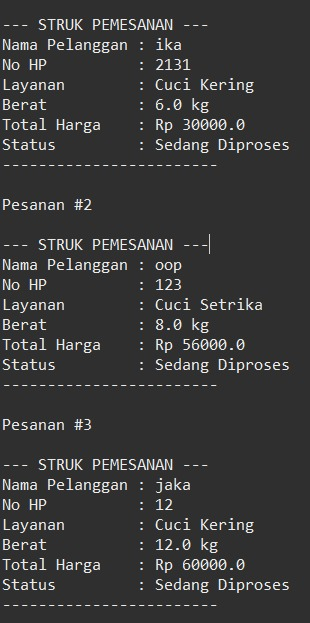 --- STRUK PEMESANAN ---
Nama Pelanggan : ika
No HP          : 2131
Layanan        : Cuci Kering
Berat          : 6.0 kg
Total Harga    : Rp 30000.0
Status         : Sedang Diproses
------------------------
Pesanan #2
--- STRUK PEMESANAN ---
Nama Pelanggan : oop
No HP          : 123
Layanan        : Cuci Setrika
Berat          : 8.0 kg
Total Harga    : Rp 56000.0
Status         : Sedang Diproses
------------------------
Pesanan #3
--- STRUK PEMESANAN ---
Nama Pelanggan : jaka
No HP          : 12
Layanan        : Cuci Kering
Berat          : 12.0 kg
Total Harga    : Rp 60000.0
Status         : Sedang Diproses
------------------------